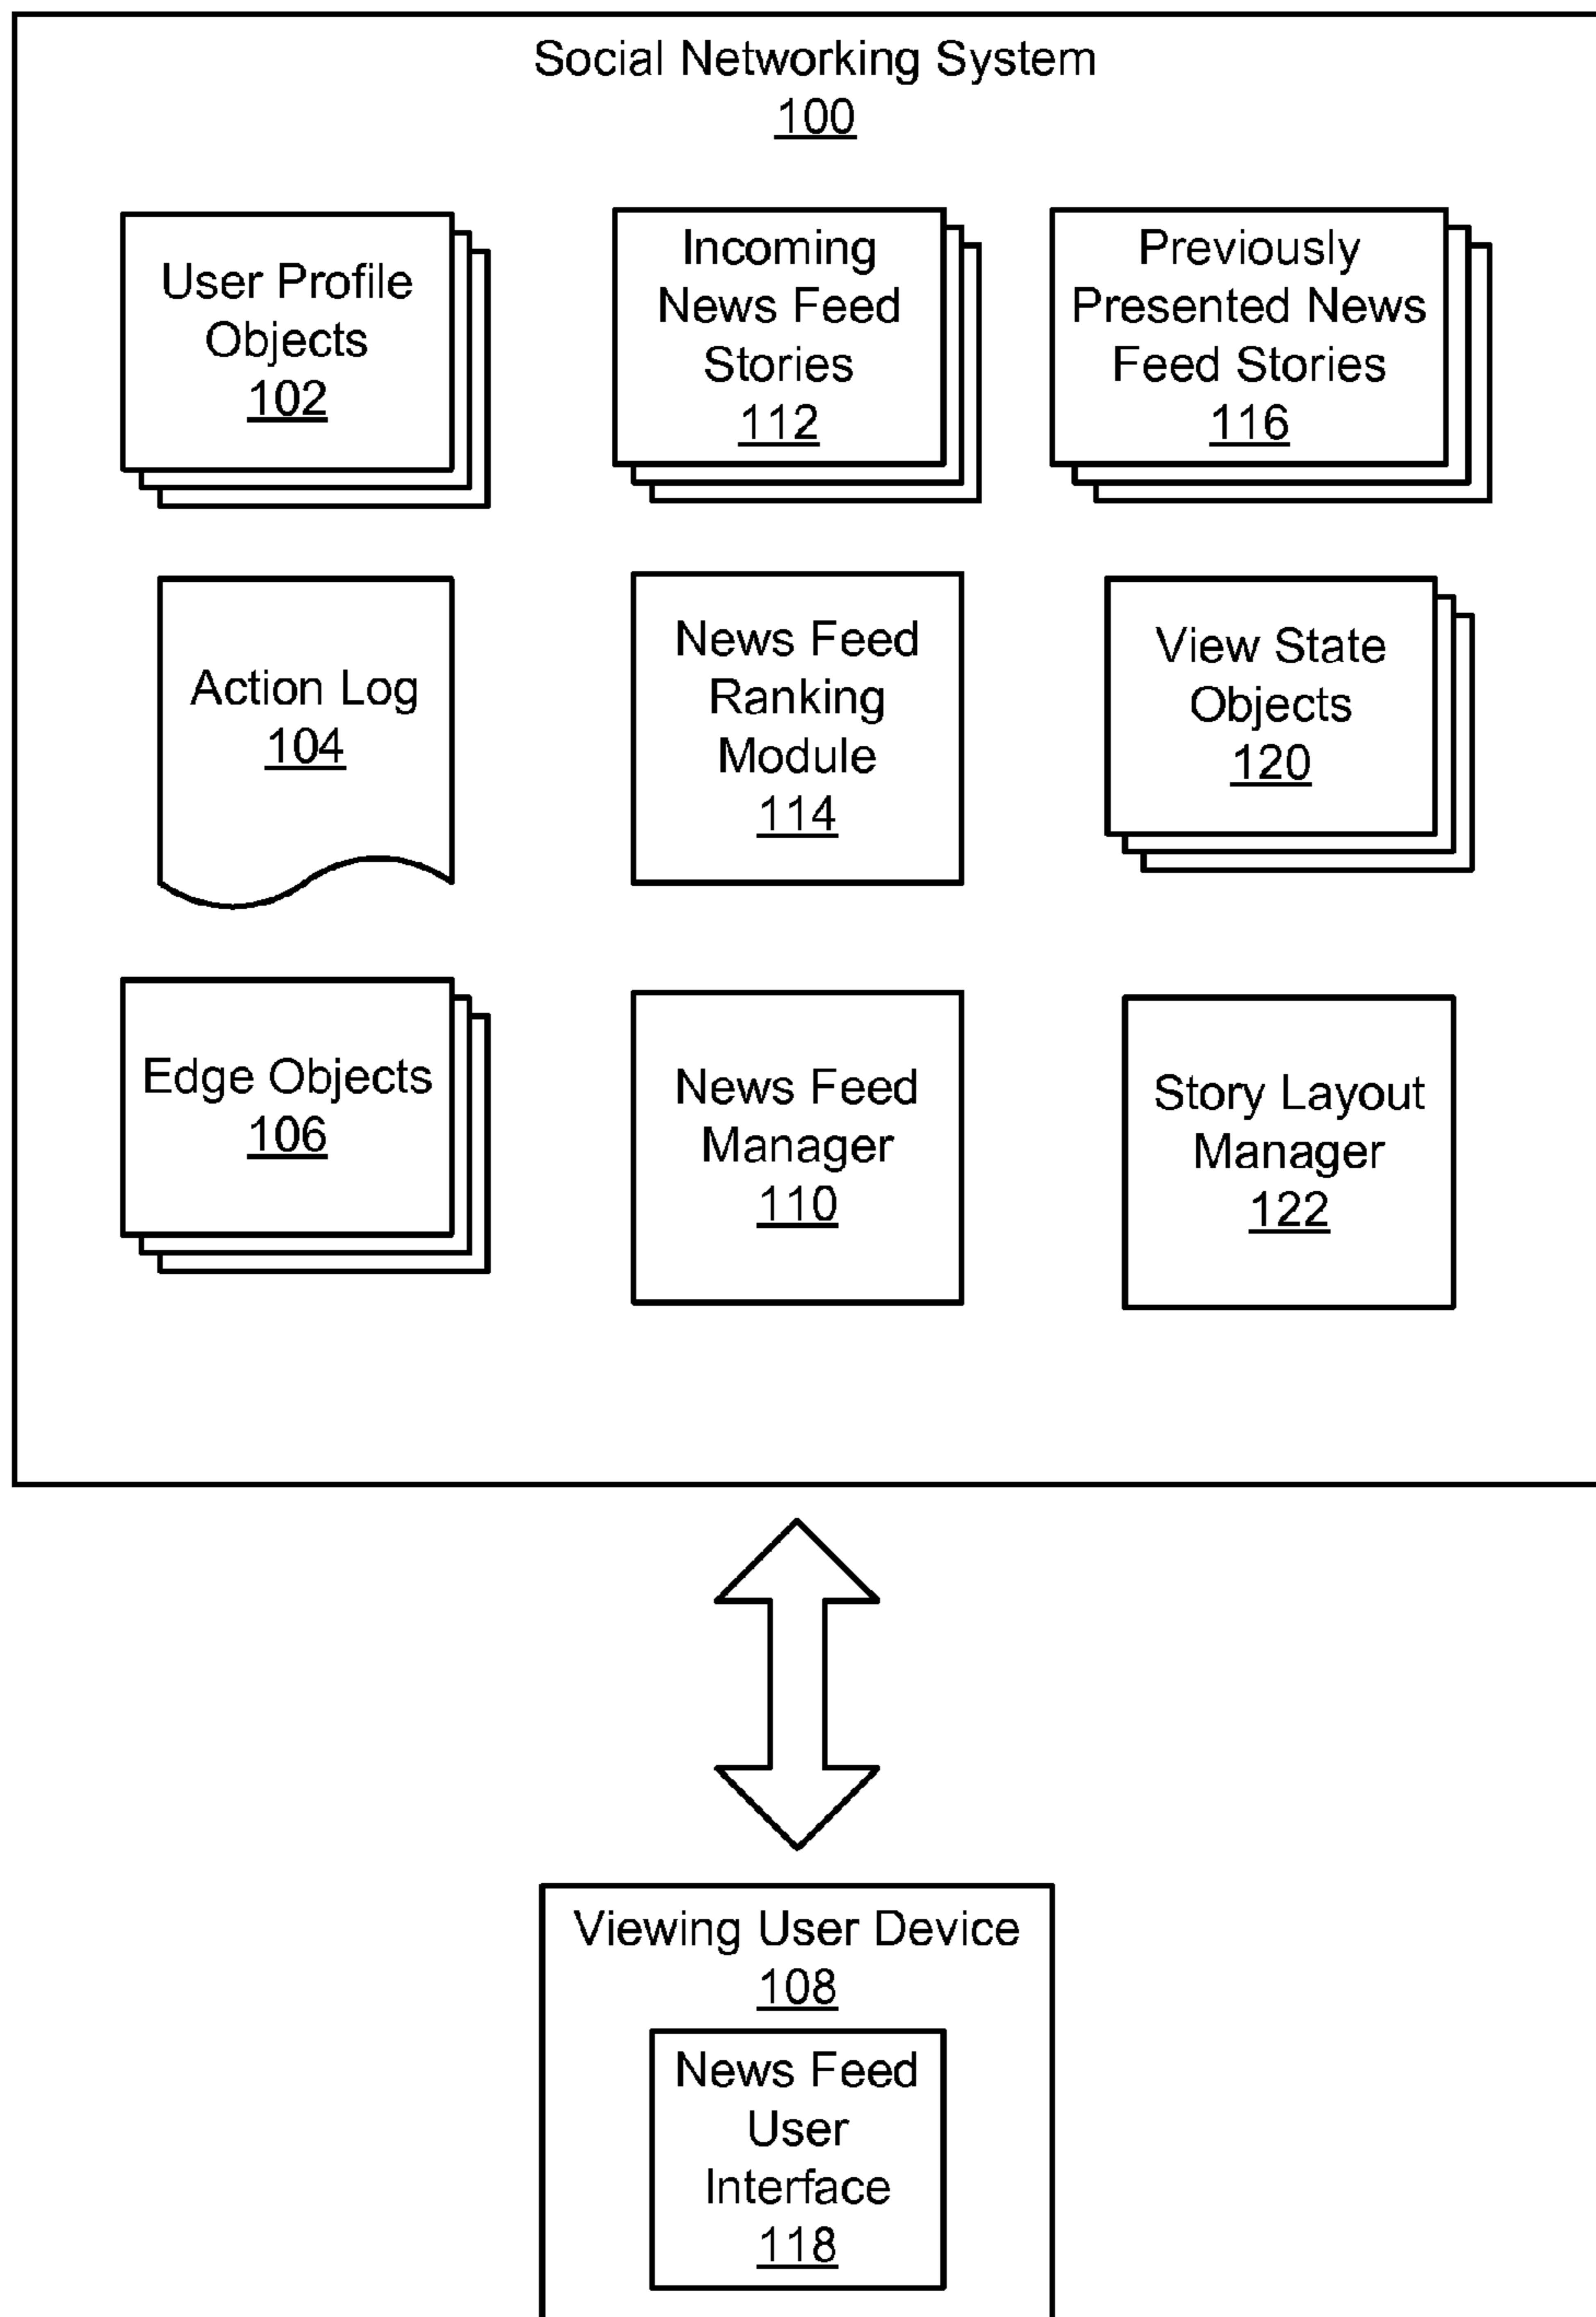 Social Networking System
100
User Profile
Objects
102
Incoming
News Feed
Stories
112
Previously
Presented News
Feed Stories
116
Action Log
104
News Feed
Ranking
Module
114
View State
Objects
120
Edge Objects
106
News Feed
Manager
110
Story Layout
Manager
122
Viewing User Device
108
News Feed
User
Interface
118